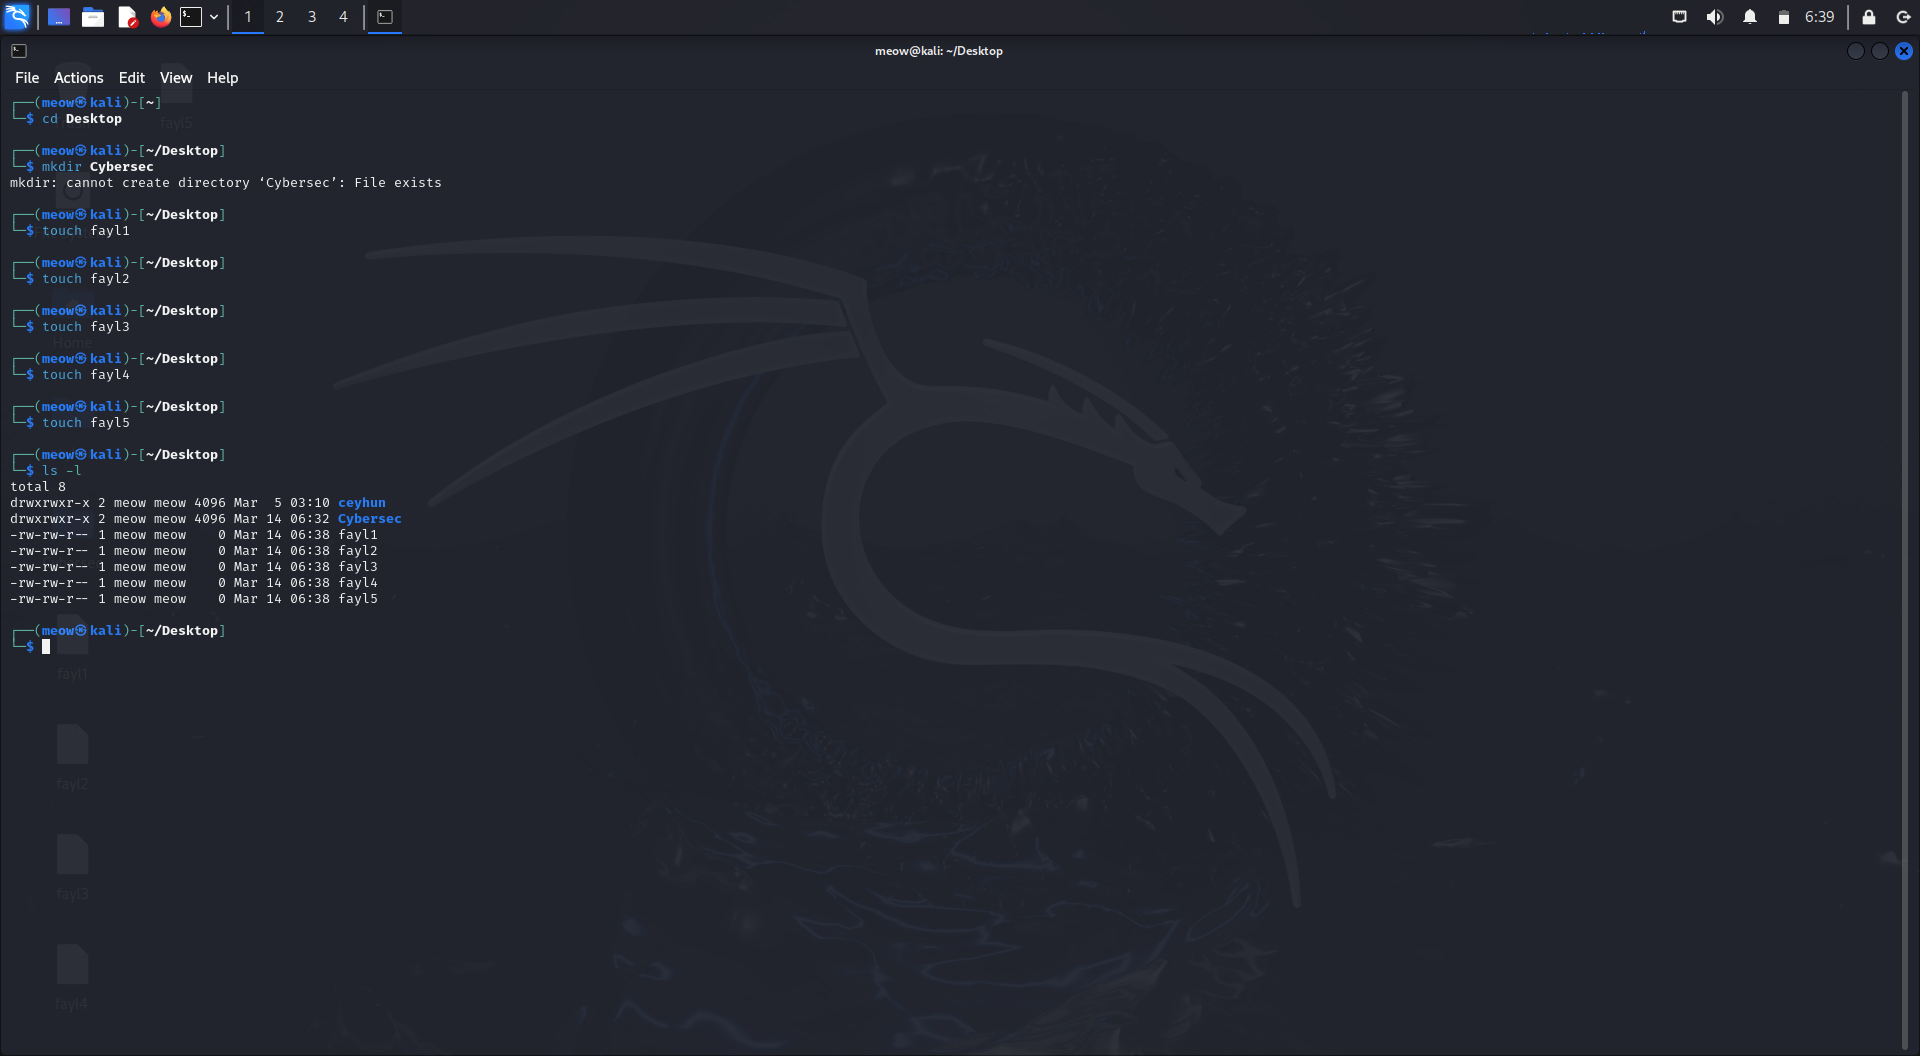 1 2 3 4
6:39
meow@kali: ~/Desktop
File Actions Edit View Help
┌──(meow㉿kali)-[~]
└─$ cd Desktop
┌──(meow㉿kali)-[~/Desktop]
└─$ mkdir Cybersec
mkdir: cannot create directory ‘Cybersec’: File exists
┌──(meow㉿kali)-[~/Desktop]
└─$ touch fayl1
┌──(meow㉿kali)-[~/Desktop]
└─$ touch fayl2
┌──(meow㉿kali)-[~/Desktop]
└─$ touch fayl3
┌──(meow㉿kali)-[~/Desktop]
└─$ touch fayl4
┌──(meow㉿kali)-[~/Desktop]
└─$ touch fayl5
┌──(meow㉿kali)-[~/Desktop]
└─$ ls -l
total 8
drwxrwxr-x 2 meow meow 4096 Mar  5 03:10 ceyhun
drwxrwxr-x 2 meow meow 4096 Mar 14 06:32 Cybersec
-rw-rw-r-- 1 meow meow    0 Mar 14 06:38 fayl1
-rw-rw-r-- 1 meow meow    0 Mar 14 06:38 fayl2
-rw-rw-r-- 1 meow meow    0 Mar 14 06:38 fayl3
-rw-rw-r-- 1 meow meow    0 Mar 14 06:38 fayl4
-rw-rw-r-- 1 meow meow    0 Mar 14 06:38 fayl5
┌──(meow㉿kali)-[~/Desktop]
└─$
fayl5
Home
fayl1
fayl2
fayl3
fayl4